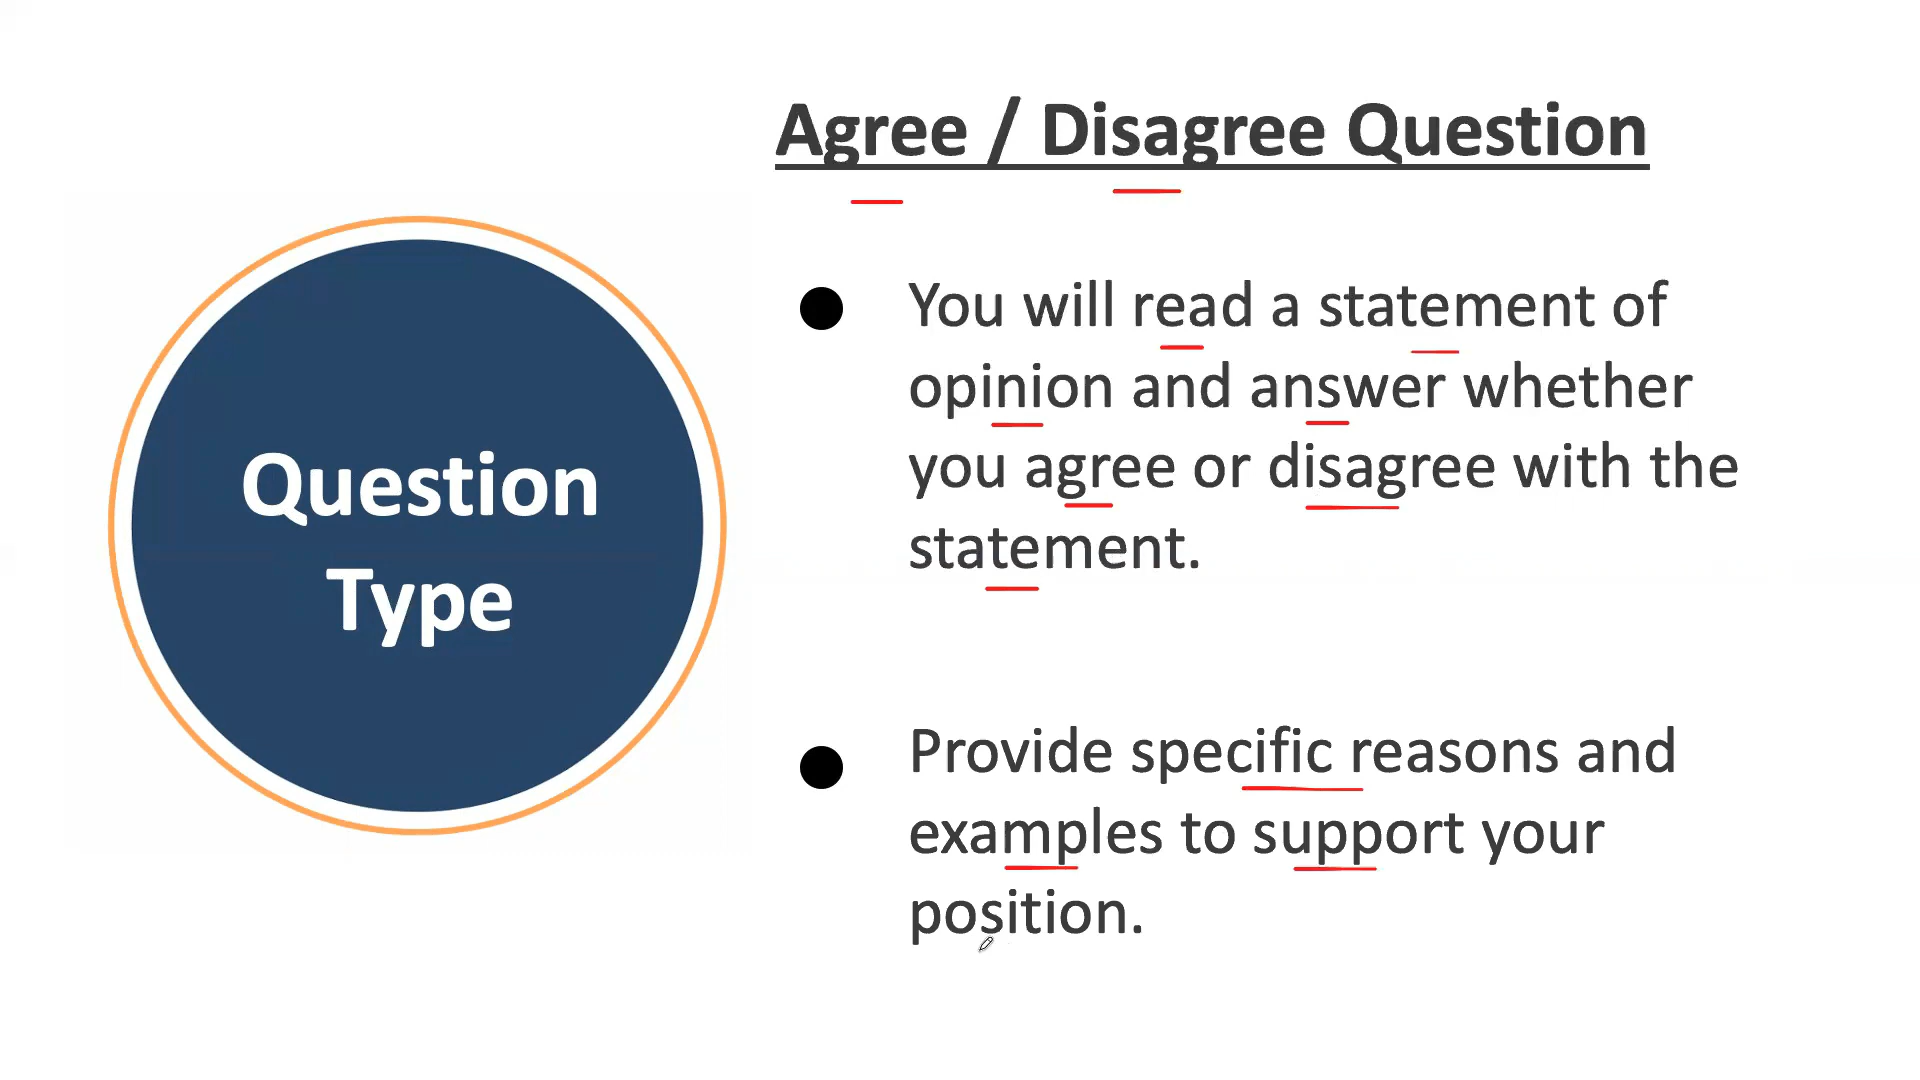 Agree / Disagree Question
Question
Type
You will read a statement of
opinion and answer whether
you agree or disagree with the
statement.
Provide specific reasons and
examples to support your
position.